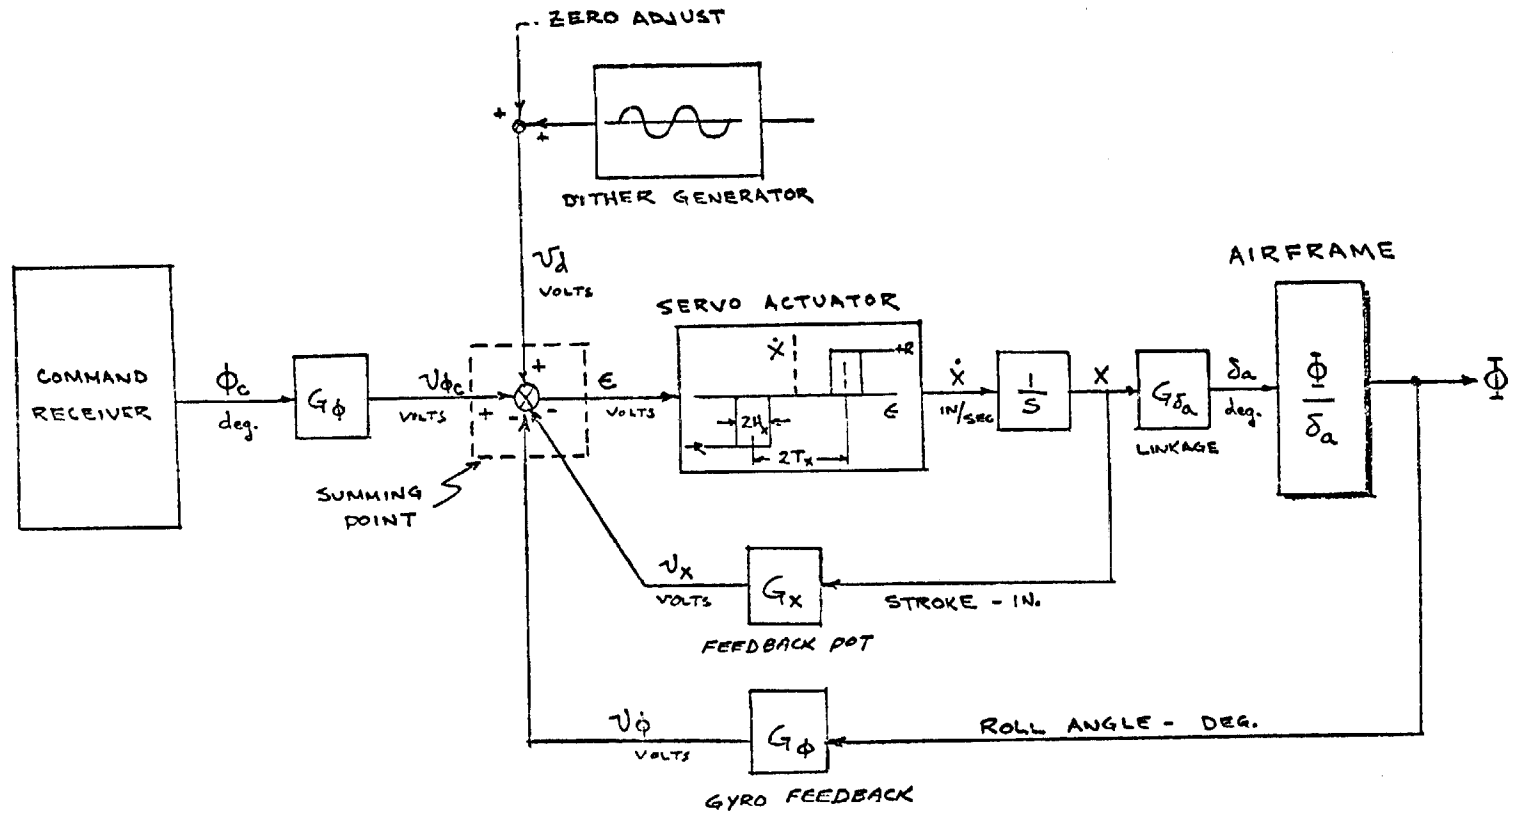 ZERO ADJUST
+
+
DITHER GENERATOR
Vd
VOLTS
AIRFRAME
SERVO ACTUATOR
COMMAND
RECEIVER
ϕc
deg.
Gϕ
Vϕc
VOLTS
+
+
-
-
ϵ
VOLTS
Ẋ
+R
ϵ
2Hx
-R
2Tx
Ẋ
IN/SEC
1
S
X
Gδa
LINKAGE
δa
deg.
Φ
δa
Φ
SUMMING
POINT
Vx
VOLTS
Gx
STROKE - IN.
FEEDBACK POT
Vϕ̇
VOLTS
Gϕ
ROLL ANGLE - DEG.
GYRO FEEDBACK